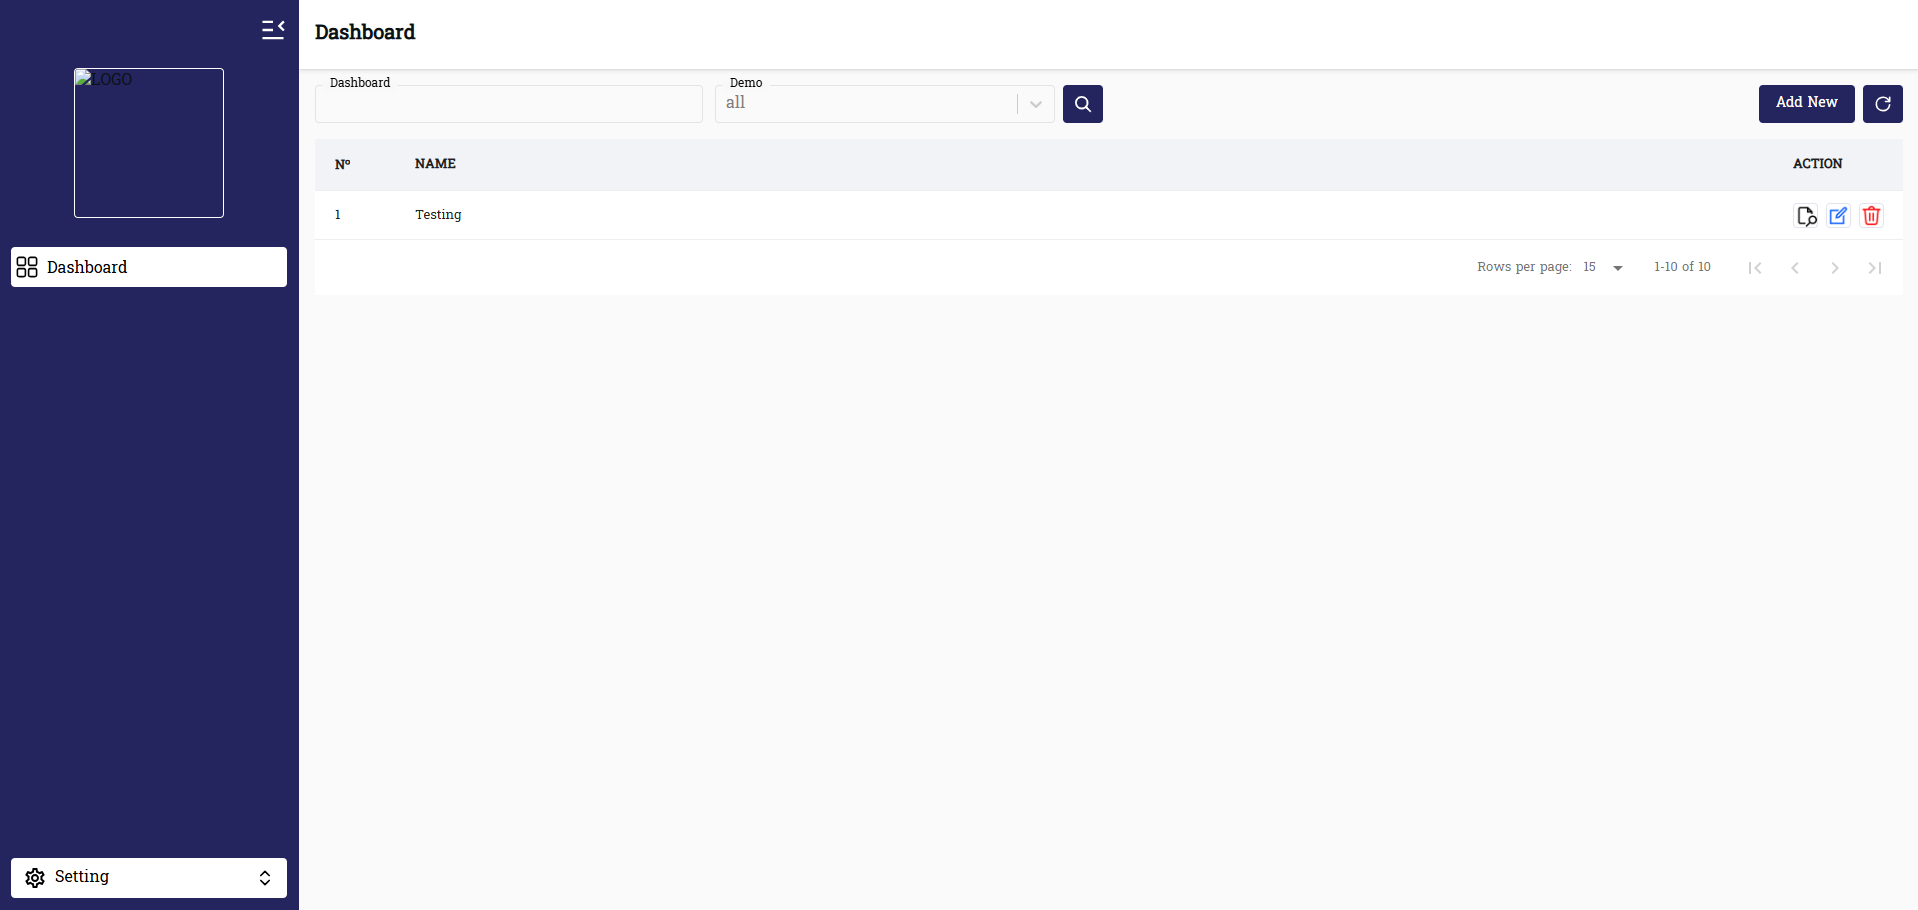 Dashboard
LOGO
Dashboard
Demo
all
Add New
Nº
NAME
ACTION
1
Testing
Dashboard
Rows per page: 15
1-10 of 10
Setting